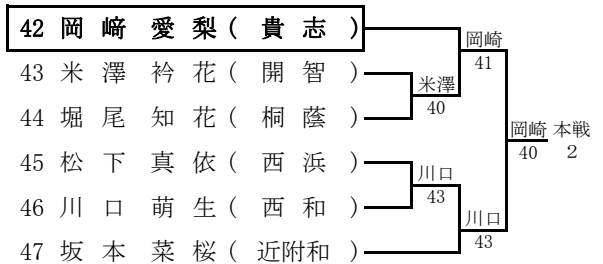 42 岡 﨑 愛 梨 ( 貴 志 )
岡崎
41
43 米 澤 衿 花 ( 開 智 )
米澤
40
44 堀 尾 知 花 ( 桐 蔭 )
岡崎 本戦
40 2
45 松 下 真 依 ( 西 浜 )
川口
43
46 川 口 萌 生 ( 西 和 )
川口
43
47 坂 本 菜 桜 ( 近附和 )